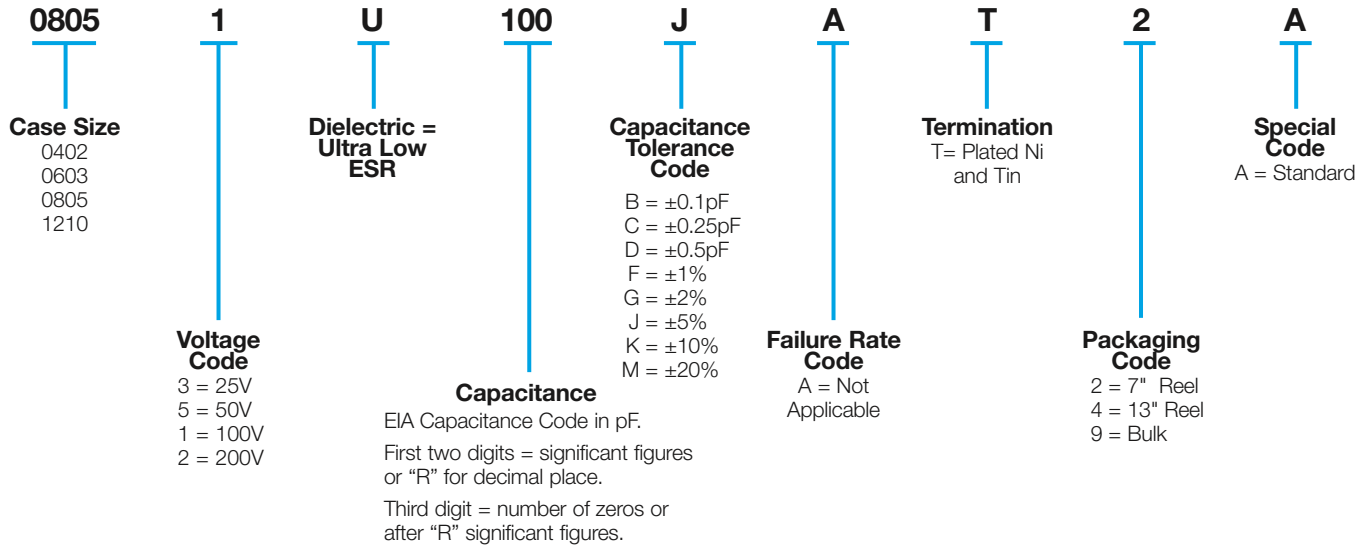 0805 1 U 100 J A T 2 A
Case Size
0402
0603
0805
1210
Voltage
Code
3 = 25V
5 = 50V
1 = 100V
2 = 200V
Dielectric =
Ultra Low
ESR
Capacitance
EIA Capacitance Code in pF.
First two digits = significant figures
or “R” for decimal place.
Third digit = number of zeros or
after “R” significant figures.
Capacitance
Tolerance
Code
B = ±0.1pF
C = ±0.25pF
D = ±0.5pF
F = ±1%
G = ±2%
J = ±5%
K = ±10%
M = ±20%
Failure Rate
Code
A = Not
Applicable
Termination
T= Plated Ni
and Tin
Packaging
Code
2 = 7" Reel
4 = 13" Reel
9 = Bulk
Special
Code
A = Standard